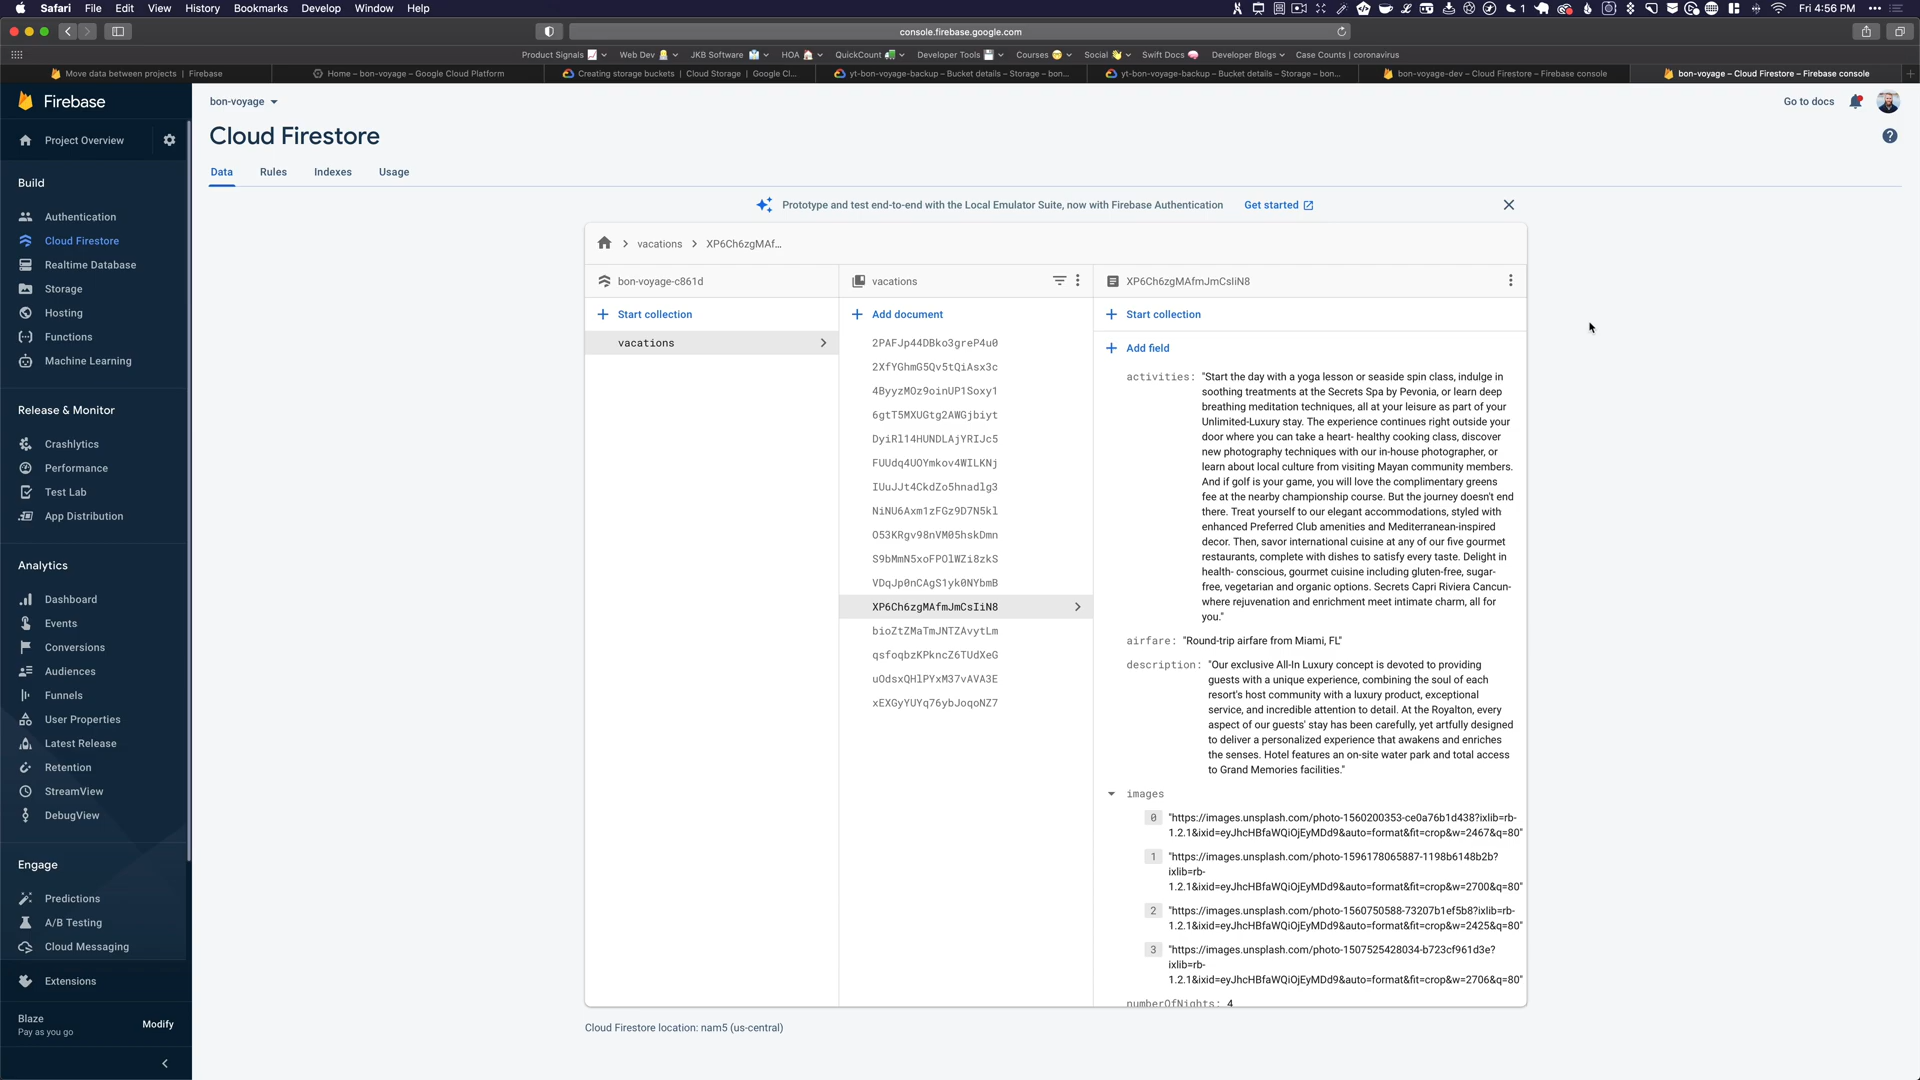 Safari File Edit View History Bookmarks Develop Window Help
1
Fri 4:56 PM
console.firebase.google.com
Product Signals
Web Dev
JKB Software
HOA
QuickCount
Developer Tools
Courses
Social
Swift Docs
Developer Blogs
Case Counts | coronavirus
Move data between projects | Firebase
Home – bon-voyage – Google Cloud Platform
Creating storage buckets | Cloud Storage | Google Cl...
yt-bon-voyage-backup – Bucket details – Storage – bon...
yt-bon-voyage-backup – Bucket details – Storage – bon...
bon-voyage-dev – Cloud Firestore – Firebase console
bon-voyage – Cloud Firestore – Firebase console
Firebase
Project Overview
Build
Authentication
Cloud Firestore
Realtime Database
Storage
Hosting
Functions
Machine Learning
Release & Monitor
Crashlytics
Performance
Test Lab
App Distribution
Analytics
Dashboard
Events
Conversions
Audiences
Funnels
User Properties
Latest Release
Retention
StreamView
DebugView
Engage
Predictions
A/B Testing
Cloud Messaging
Extensions
Blaze
Pay as you go
Modify
bon-voyage
Go to docs
Cloud Firestore
Data
Rules
Indexes
Usage
Prototype and test end-to-end with the Local Emulator Suite, now with Firebase Authentication
Get started
vacations
XP6Ch6zgMAf...
bon-voyage-c861d
Start collection
vacations
vacations
Add document
2PAFJp44DBko3greP4u0
2XfYGhmG5Qv5tQiAsx3c
4ByyzMOz9oinUP1Soxy1
6gtT5MXUGtg2AWGjbiyt
DyiRl14HUNDLAjYRIJc5
FUUdq4UOYmkov4WILKNj
IUuJJt4CkdZo5hnadlg3
NiNU6Axm1zFGz9D7N5kl
O53KRgv98nVM05hskDmn
S9bMmN5xoFPOlWZi8zkS
VDqJp0nCAgS1yk0NYbmB
XP6Ch6zgMAfmJmCsIiN8
bioZtZMaTmJNTZAvytLm
qsfoqbzKPkncZ6TUdXeG
uOdsxQHlPYxM37vAVA3E
xEXGyYUYq76ybJoqoNZ7
XP6Ch6zgMAfmJmCsIiN8
Start collection
Add field
activities: "Start the day with a yoga lesson or seaside spin class, indulge in
soothing treatments at the Secrets Spa by Pevonia, or learn deep
breathing meditation techniques, all at your leisure as part of your
Unlimited-Luxury stay. The experience continues right outside your
door where you can take a heart- healthy cooking class, discover
new photography techniques with our in-house photographer, or
learn about local culture from visiting Mayan community members.
And if golf is your game, you will love the complimentary greens
fee at the nearby championship course. But the journey doesn't end
there. Treat yourself to our elegant accommodations, styled with
enhanced Preferred Club amenities and Mediterranean-inspired
decor. Then, savor international cuisine at any of our five gourmet
restaurants, complete with dishes to satisfy every taste. Delight in
health- conscious, gourmet cuisine including gluten-free, sugar-
free, vegetarian and organic options. Secrets Capri Riviera Cancun-
where rejuvenation and enrichment meet intimate charm, all for
you."
airfare: "Round-trip airfare from Miami, FL"
description: "Our exclusive All-In Luxury concept is devoted to providing
guests with a unique experience, combining the soul of each
resort's host community with a luxury product, exceptional
service, and incredible attention to detail. At the Royalton, every
aspect of our guests' stay has been carefully, yet artfully designed
to deliver a personalized experience that awakens and enriches
the senses. Hotel features an on-site water park and total access
to Grand Memories facilities."
images
0 "https://images.unsplash.com/photo-1560200353-ce0a76b1d438?ixlib=rb-
1.2.1&ixid=eyJhcHBfaWQiOjEyMDd9&auto=format&fit=crop&w=2467&q=80"
1 "https://images.unsplash.com/photo-1596178065887-1198b6148b2b?
ixlib=rb-
1.2.1&ixid=eyJhcHBfaWQiOjEyMDd9&auto=format&fit=crop&w=2700&q=80"
2 "https://images.unsplash.com/photo-1560750588-73207b1ef5b8?ixlib=rb-
1.2.1&ixid=eyJhcHBfaWQiOjEyMDd9&auto=format&fit=crop&w=2425&q=80"
3 "https://images.unsplash.com/photo-1507525428034-b723cf961d3e?
ixlib=rb-
1.2.1&ixid=eyJhcHBfaWQiOjEyMDd9&auto=format&fit=crop&w=2706&q=80"
numberOfNights: 4
Cloud Firestore location: nam5 (us-central)